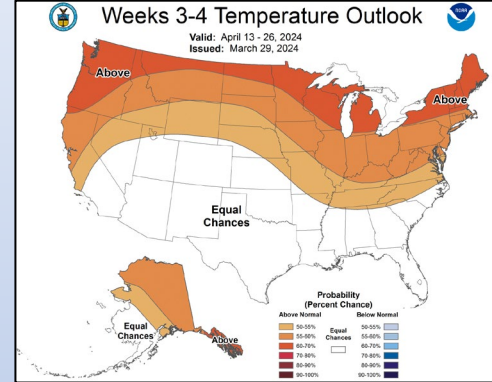 Weeks 3-4 Temperature Outlook
Valid: April 13 - 26, 2024
Issued: March 29, 2024
NOAA
Above
Above
Equal
Chances
Equal
Chances
Above
Probability
(Percent Chance)
Above Normal
Below Normal
50-55%
55-60%
60-70%
70-80%
80-90%
90-100%
Equal
Chances
50-55%
55-60%
60-70%
70-80%
80-90%
90-100%